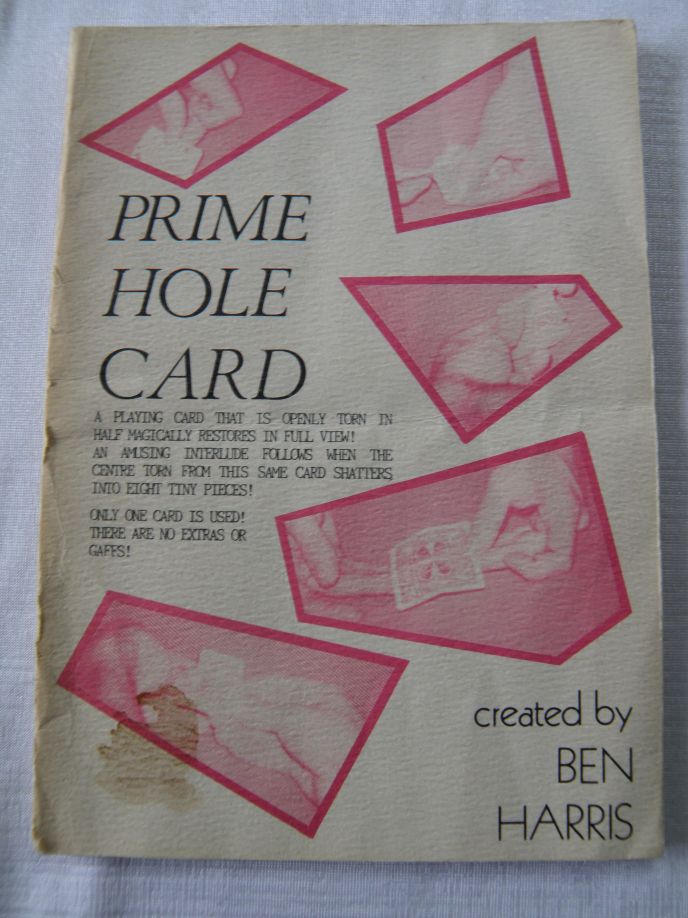 PRIME
HOLE
CARD
A PLAYING CARD THAT IS OPENLY TORN IN
HALF MAGICALLY RESTORES IN FULL VIEW!
AN AMUSING INTERLUDE FOLLOWS WHEN THE
CENTRE TORN FROM THIS SAME CARD SHATTERS
INTO EIGHT TINY PIECES!
ONLY ONE CARD IS USED!
THERE ARE NO EXTRAS OR
GAFFS!
created by
BEN
HARRIS